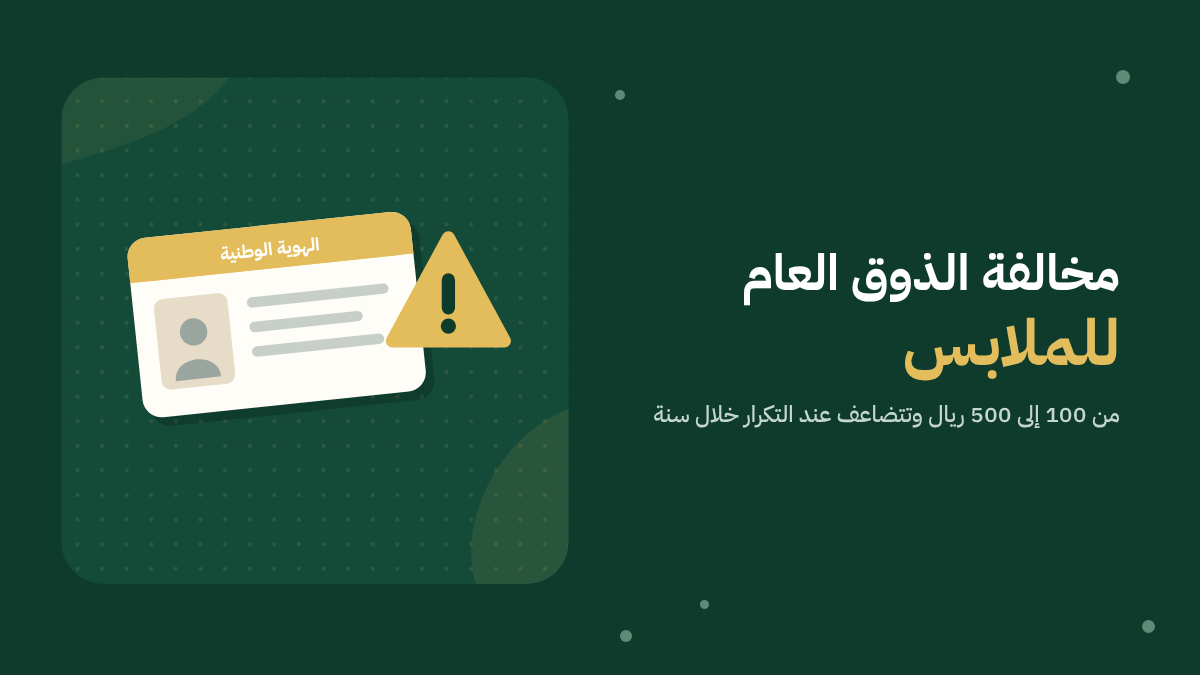 مخالفة الذوق العام
للملابس
من 100 إلى 500 ريال وتتضاعف عند التكرار خلال سنة
الهوية الوطنية